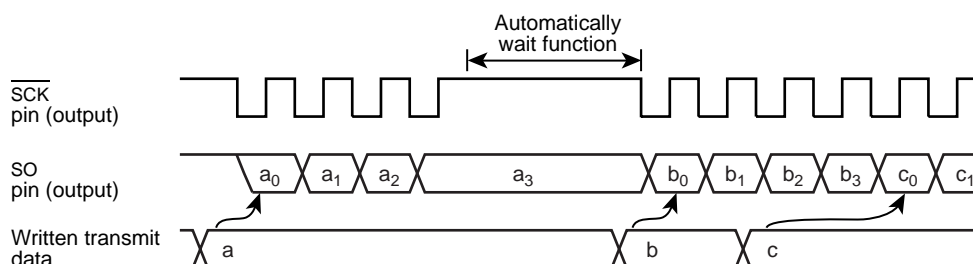 Automatically
wait function
SCK
pin (output)
SO
pin (output)
a0 a1 a2 a3 b0 b1 b2 b3 c0 c1
Written transmit
data
a b c